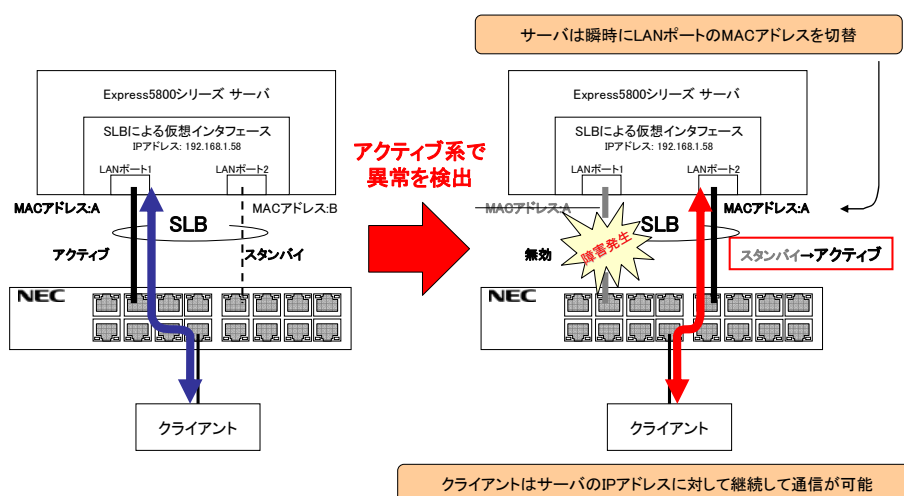 サーバは瞬時にLANポートのMACアドレスを切替
Express5800シリーズ サーバ
SLBによる仮想インタフェース
IPアドレス: 192.168.1.58
LANポート1
LANポート2
MACアドレス:A
MACアドレス:B
SLB
アクティブ
スタンバイ
NEC
クライアント
アクティブ系で
異常を検出
Express5800シリーズ サーバ
SLBによる仮想インタフェース
IPアドレス: 192.168.1.58
LANポート1
LANポート2
MACアドレス:A
MACアドレス:A
SLB
無効
障害発生
スタンバイ→アクティブ
NEC
クライアント
クライアントはサーバのIPアドレスに対して継続して通信が可能